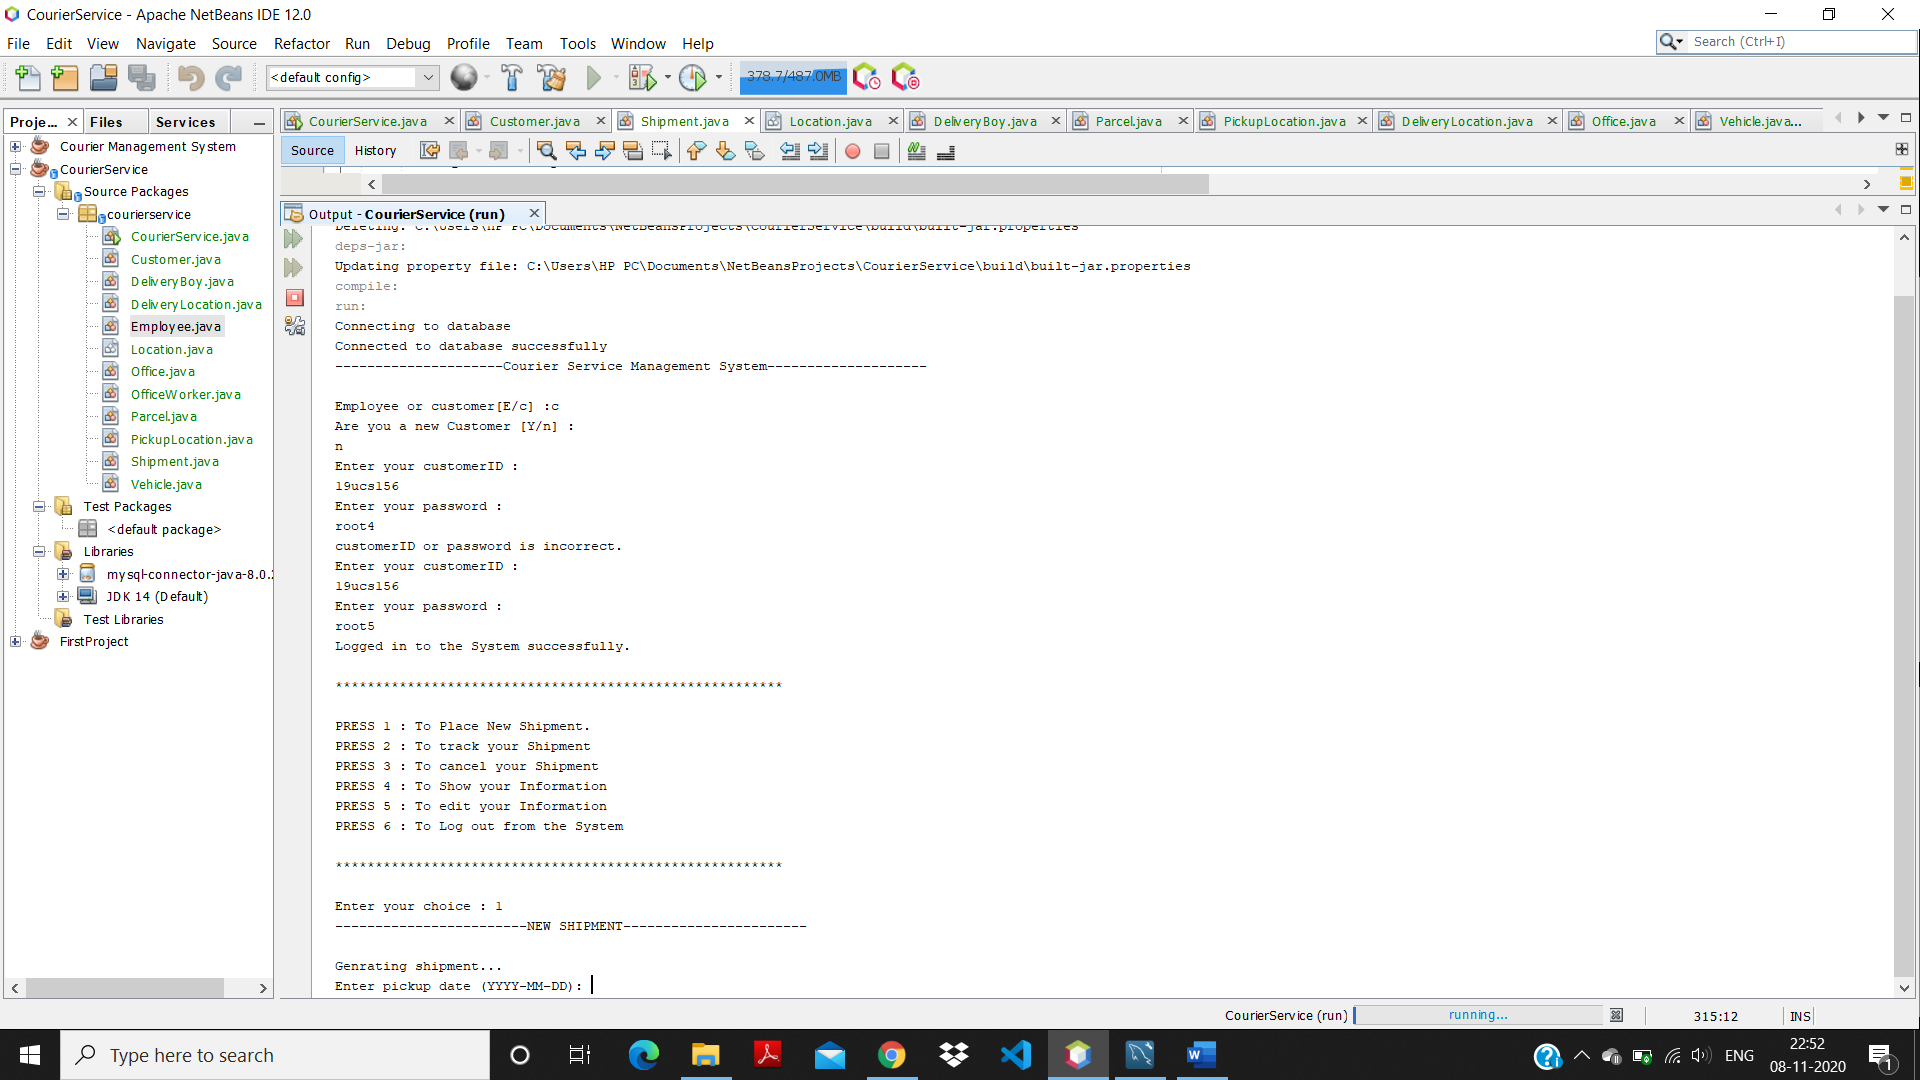 CourierService - Apache NetBeans IDE 12.0
File Edit View Navigate Source Refactor Run Debug Profile Team Tools Window Help
Search (Ctrl+I)
<default config>
378.7/487.0MB
Proje... Files Services
CourierService.java Customer.java Shipment.java Location.java DeliveryBoy.java Parcel.java PickupLocation.java DeliveryLocation.java Office.java Vehicle.java...
Source History
Courier Management System
CourierService
Source Packages
courierservice
CourierService.java
Customer.java
DeliveryBoy.java
DeliveryLocation.java
Employee.java
Location.java
Office.java
OfficeWorker.java
Parcel.java
PickupLocation.java
Shipment.java
Vehicle.java
Test Packages
<default package>
Libraries
mysql-connector-java-8.0.
JDK 14 (Default)
Test Libraries
FirstProject
Output - CourierService (run)
Deleting: C:\Users\HP PC\Documents\NetBeansProjects\CourierService\build\built-jar.properties
deps-jar:
Updating property file: C:\Users\HP PC\Documents\NetBeansProjects\CourierService\build\built-jar.properties
compile:
run:
Connecting to database
Connected to database successfully
---------------------Courier Service Management System--------------------
Employee or customer[E/c] :c
Are you a new Customer [Y/n] :
n
Enter your customerID :
19ucs156
Enter your password :
root4
customerID or password is incorrect.
Enter your customerID :
19ucs156
Enter your password :
root5
Logged in to the System successfully.
********************************************************
PRESS 1 : To Place New Shipment.
PRESS 2 : To track your Shipment
PRESS 3 : To cancel your Shipment
PRESS 4 : To Show your Information
PRESS 5 : To edit your Information
PRESS 6 : To Log out from the System
********************************************************
Enter your choice : 1
------------------------NEW SHIPMENT-----------------------
Genrating shipment...
Enter pickup date (YYYY-MM-DD):
CourierService (run) running... 315:12 INS
Type here to search
ENG
22:52
08-11-2020
1